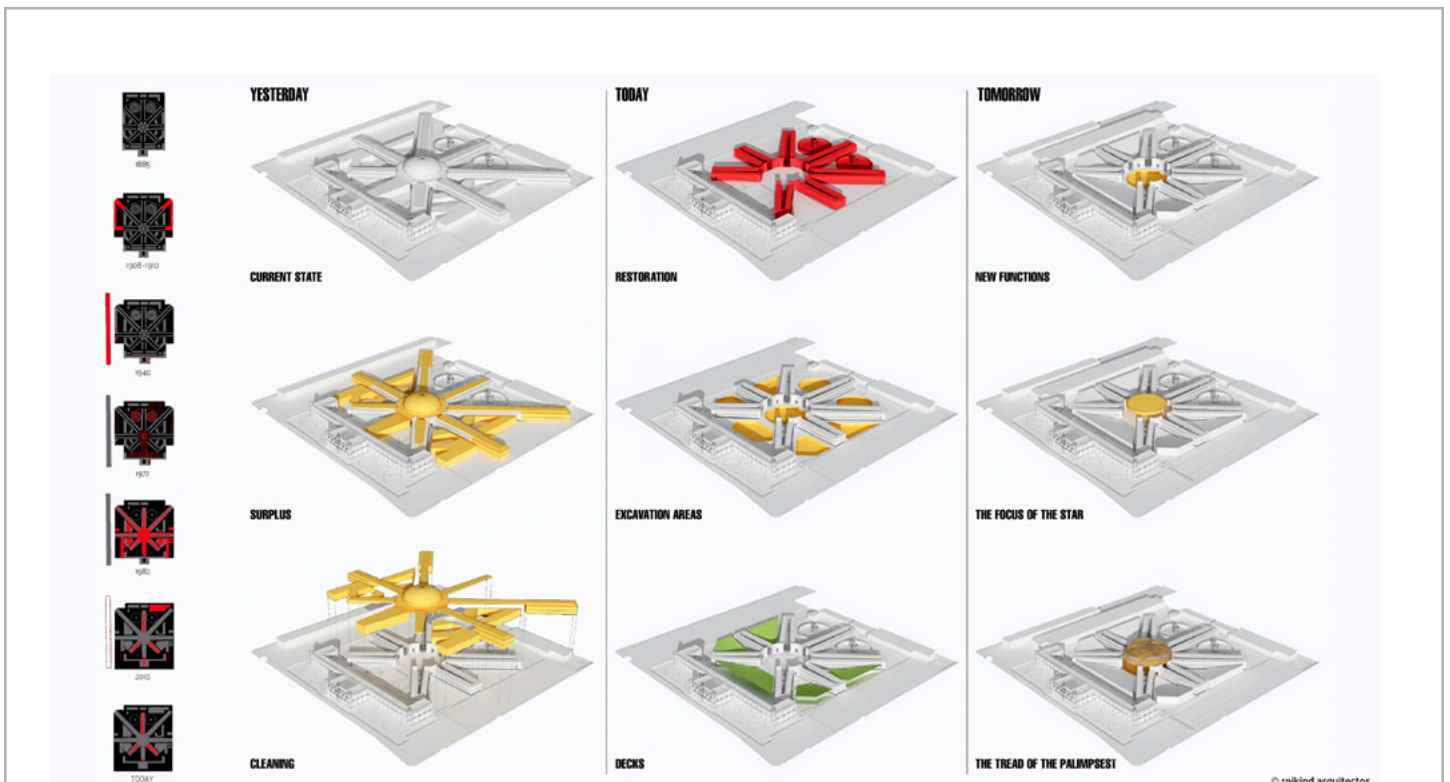 YESTERDAY
TODAY
TOMORROW
1885
1908-1910
CURRENT STATE
RESTORATION
NEW FUNCTIONS
1940
1977
SURPLUS
EXCAVATION AREAS
THE FOCUS OF THE STAR
1982
2010
CLEANING
DECKS
THE TREAD OF THE PALIMPSEST
TODAY
© rojkind arquitectos